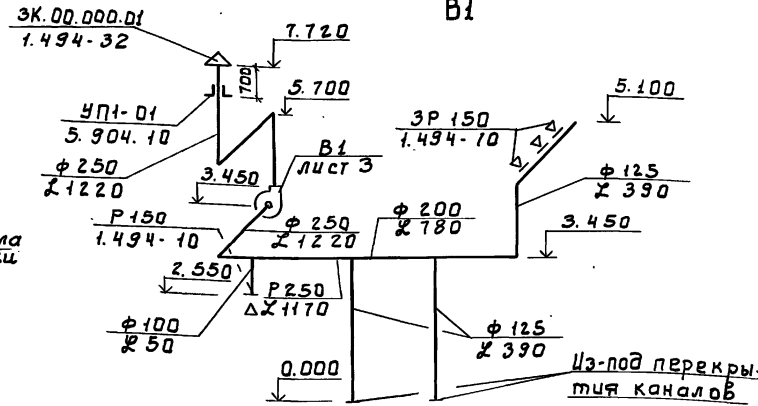 В1
ЗК.00.000.01
1.494-32
7.720
700
5.700
5.100
УП1-01
5.904.10
3Р 150
1.494-10
В1
лист 3
ф 250
L 1220
3.450
ф 125
L 390
Р 150
1.494-10
ф 250
L 1220
ф 200
L 780
3.450
2.550
Р 250
L 1170
ф 100
L 50
ф 125
L 390
0.000
Из-под перекры-
тия каналов